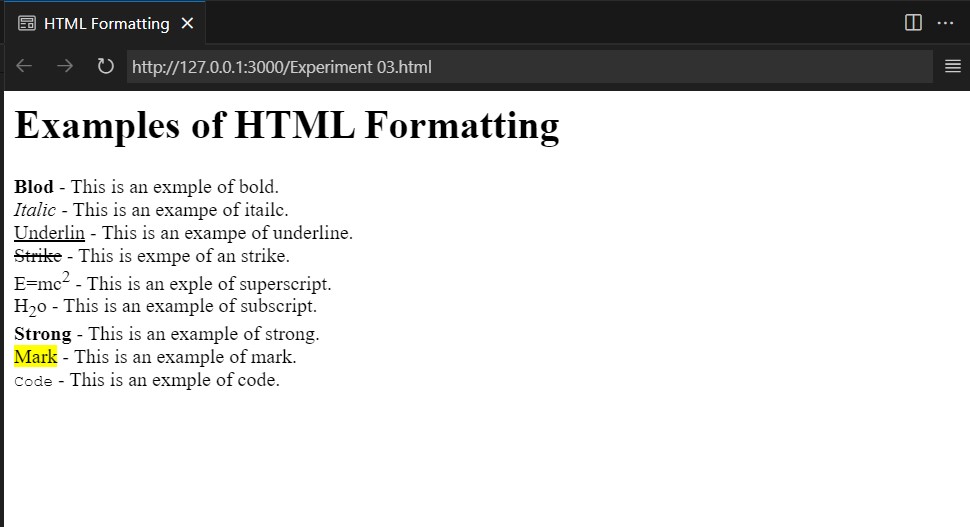 HTML Formatting
http://127.0.0.1:3000/Experiment 03.html
Examples of HTML Formatting
Blod - This is an exmple of bold.
Italic - This is an exampe of itailc.
Underlin - This is an exampe of underline.
Strike - This is exmpe of an strike.
E=mc² - This is an exple of superscript.
H₂o - This is an example of subscript.
Strong - This is an example of strong.
Mark - This is an example of mark.
Code - This is an exmple of code.